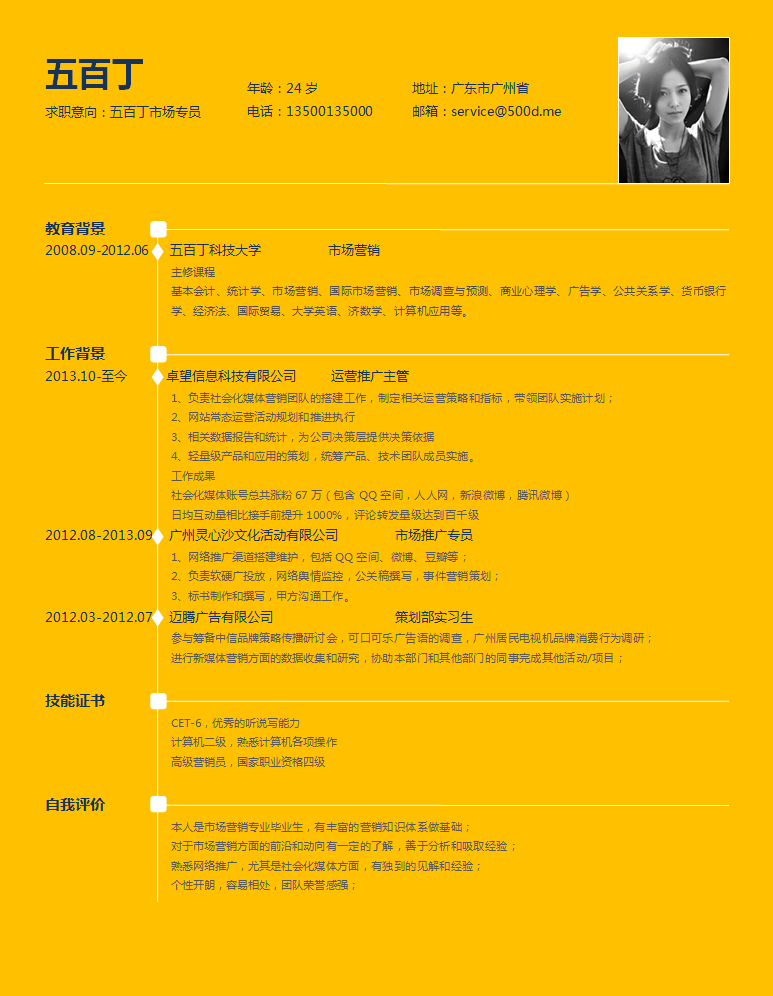 五百丁
求职意向：五百丁市场专员
年龄：24 岁
电话：13500135000
地址：广东市广州省
邮箱：service@500d.me
教育背景
2008.09-2012.06 五百丁科技大学 市场营销
主修课程
基本会计、统计学、市场营销、国际市场营销、市场调查与预测、商业心理学、广告学、公共关系学、货币银行
学、经济法、国际贸易、大学英语、济数学、计算机应用等。
工作背景
2013.10-至今 卓望信息科技有限公司 运营推广主管
1、负责社会化媒体营销团队的搭建工作，制定相关运营策略和指标，带领团队实施计划；
2、网站常态运营活动规划和推进执行
3、相关数据报告和统计，为公司决策层提供决策依据
4、轻量级产品和应用的策划，统筹产品、技术团队成员实施。
工作成果
社会化媒体账号总共涨粉 67 万（包含 QQ 空间，人人网，新浪微博，腾讯微博）
日均互动量相比接手前提升 1000%，评论转发量级达到百千级
2012.08-2013.09 广州灵心沙文化活动有限公司 市场推广专员
1、网络推广渠道搭建维护，包括 QQ 空间、微博、豆瓣等；
2、负责软硬广投放，网络舆情监控，公关稿撰写，事件营销策划；
3、标书制作和撰写，甲方沟通工作。
2012.03-2012.07 迈腾广告有限公司 策划部实习生
参与筹备中信品牌策略传播研讨会，可口可乐广告语的调查，广州居民电视机品牌消费行为调研；
进行新媒体营销方面的数据收集和研究，协助本部门和其他部门的同事完成其他活动/项目；
技能证书
CET-6，优秀的听说写能力
计算机二级，熟悉计算机各项操作
高级营销员，国家职业资格四级
自我评价
本人是市场营销专业毕业生，有丰富的营销知识体系做基础；
对于市场营销方面的前沿和动向有一定的了解，善于分析和吸取经验；
熟悉网络推广，尤其是社会化媒体方面，有独到的见解和经验；
个性开朗，容易相处，团队荣誉感强；